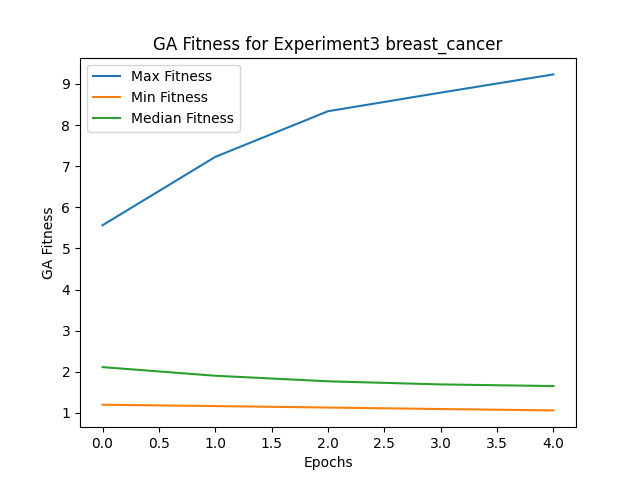 GA Fitness for Experiment3 breast_cancer
Max Fitness
Min Fitness
Median Fitness
GA Fitness
9
8
7
6
5
4
3
2
1
0.0 0.5 1.0 1.5 2.0 2.5 3.0 3.5 4.0
Epochs